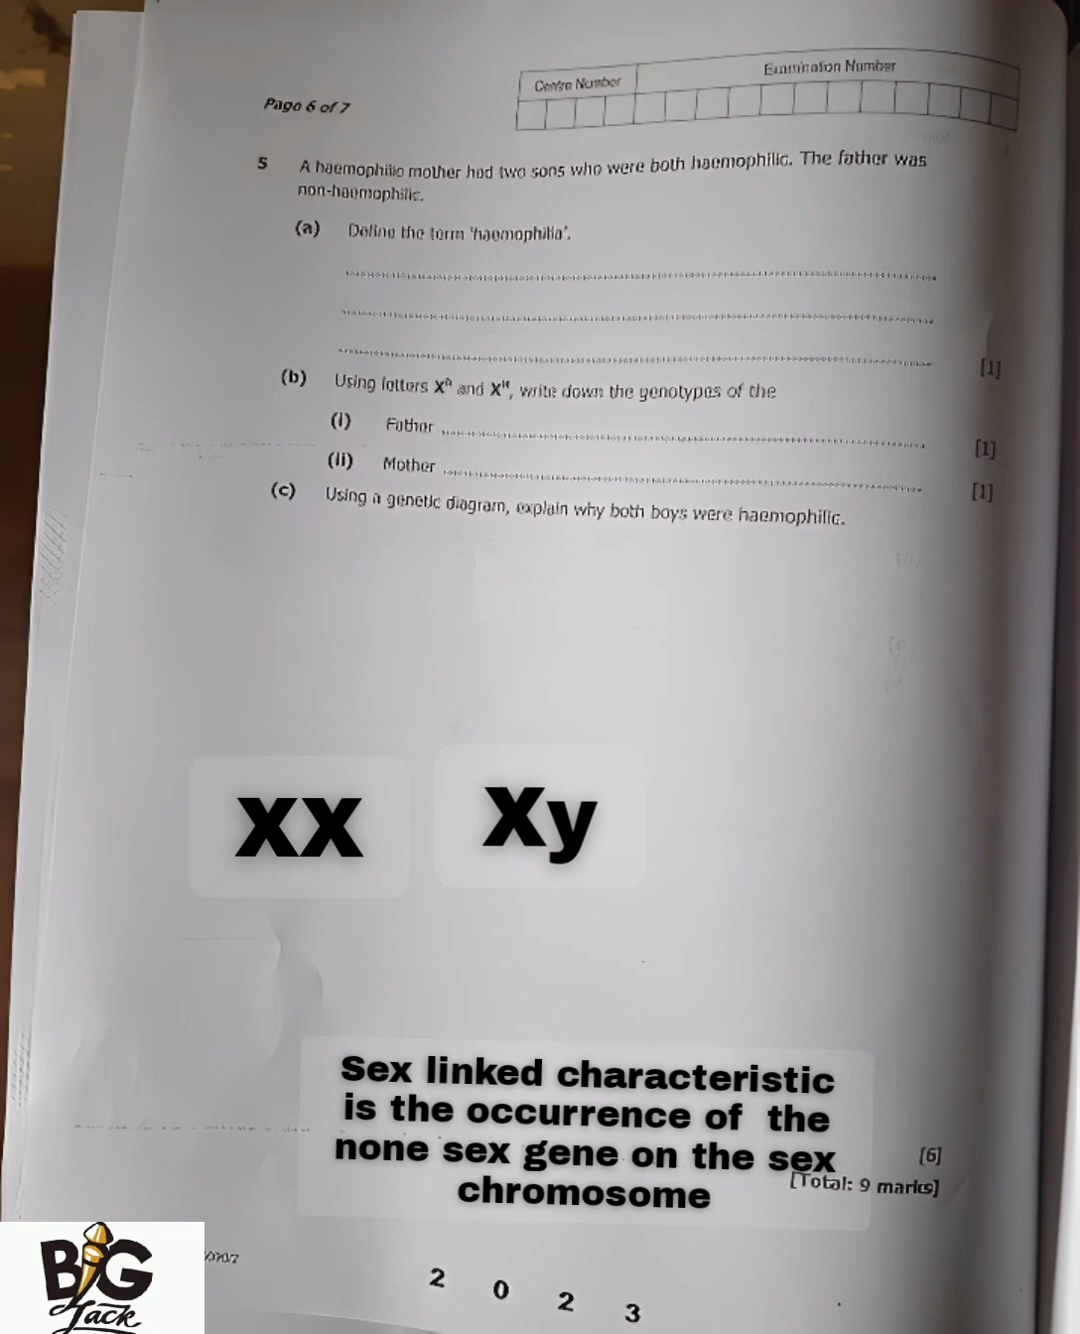 Page 6 of 7
Centre Number
Examination Number
5 A haemophilic mother had two sons who were both haemophilic. The father was
non-haemophilic.
(a) Define the term 'haemophilia'.
[1]
(b) Using letters Xʰ and Xᴴ, write down the genotypes of the
(i) Father
[1]
(ii) Mother
[1]
(c) Using a genetic diagram, explain why both boys were haemophilic.
XX Xy
Sex linked characteristic
is the occurrence of the
none sex gene on the sex
chromosome
[6]
[Total: 9 marks]
BIG
Jack
2 0 2 3